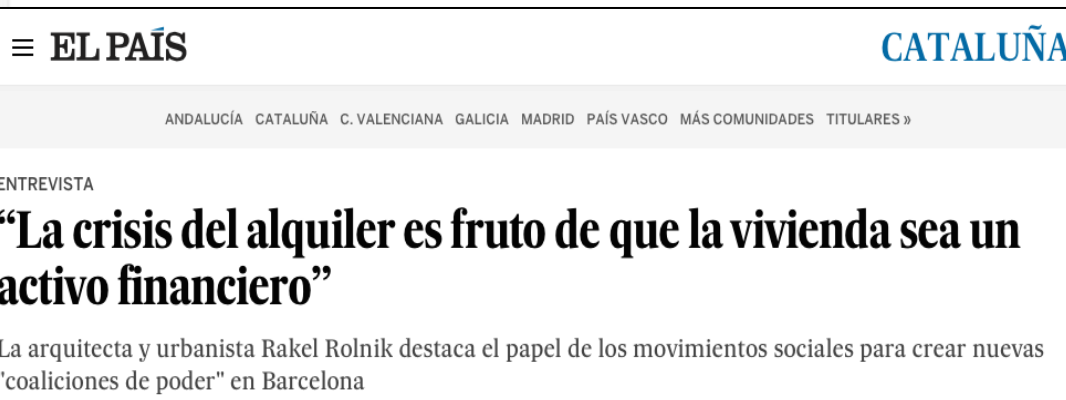 EL PAÍS
CATALUÑA
ANDALUCÍA CATALUÑA C. VALENCIANA GALICIA MADRID PAÍS VASCO MÁS COMUNIDADES TITULARES »
ENTREVISTA
“La crisis del alquiler es fruto de que la vivienda sea un
activo financiero”
La arquitecta y urbanista Rakel Rolnik destaca el papel de los movimientos sociales para crear nuevas
"coaliciones de poder" en Barcelona